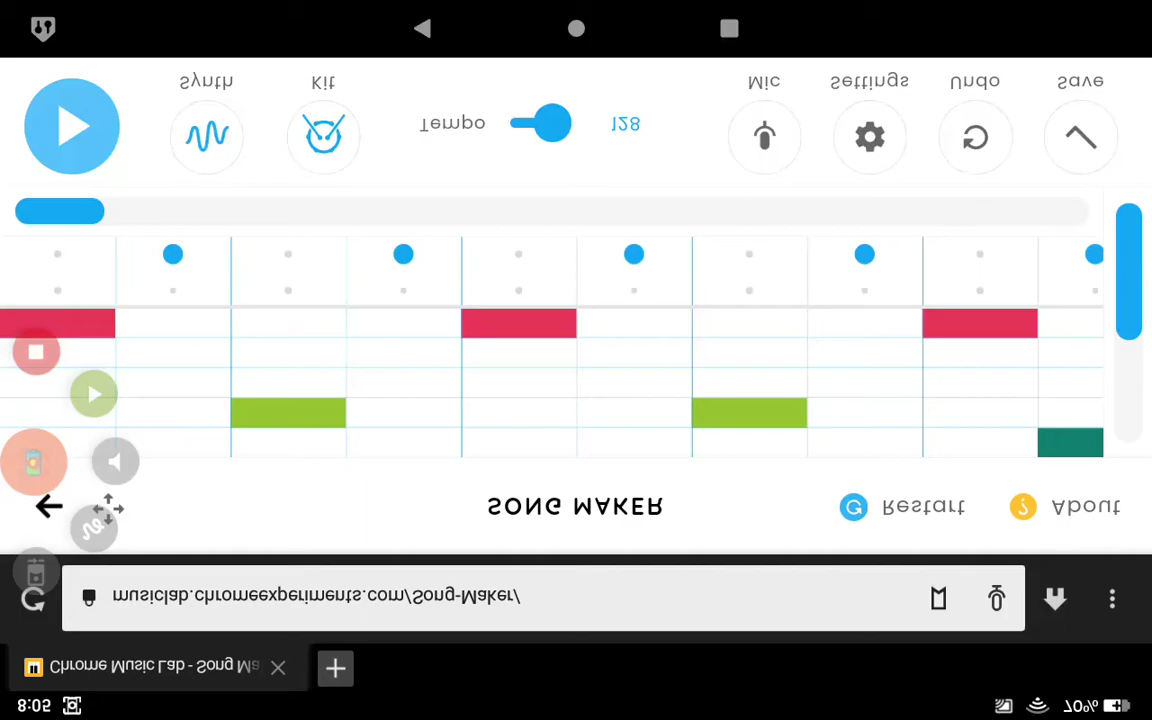 8:05 70%
Chrome Music Lab - Song Ma
musiclab.chromeexperiments.com/Song-Maker/
SONG MAKER Restart ? About
Tempo 128
Synth Kit Mic Settings Undo Save